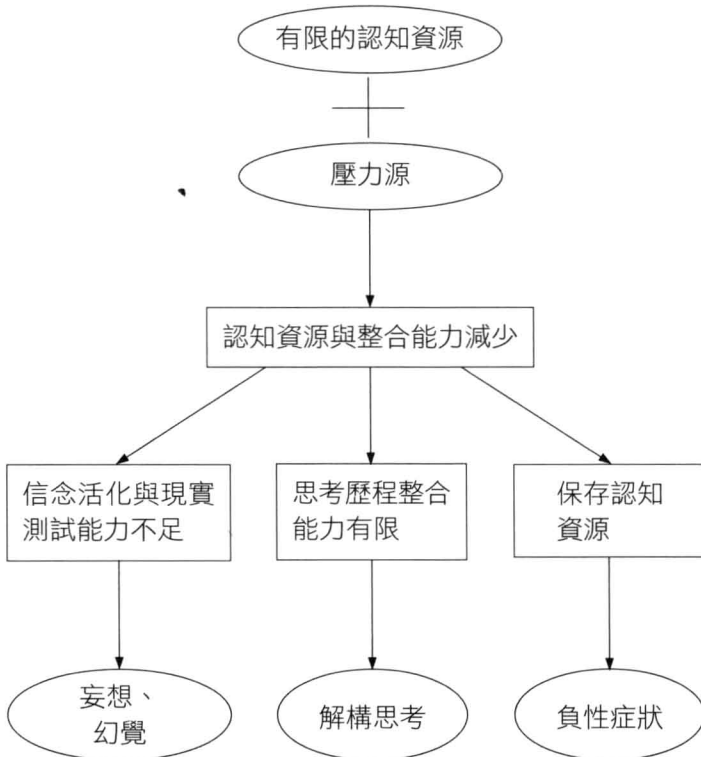 有限的認知資源
壓力源
認知資源與整合能力減少
信念活化與現實
測試能力不足
思考歷程整合
能力有限
保存認知
資源
妄想、
幻覺
解構思考
負性症狀